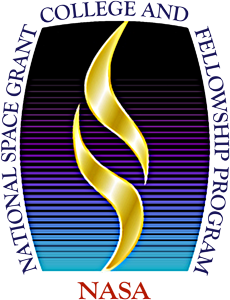 NATIONAL SPACE GRANT COLLEGE AND FELLOWSHIP PROGRAM
NASA